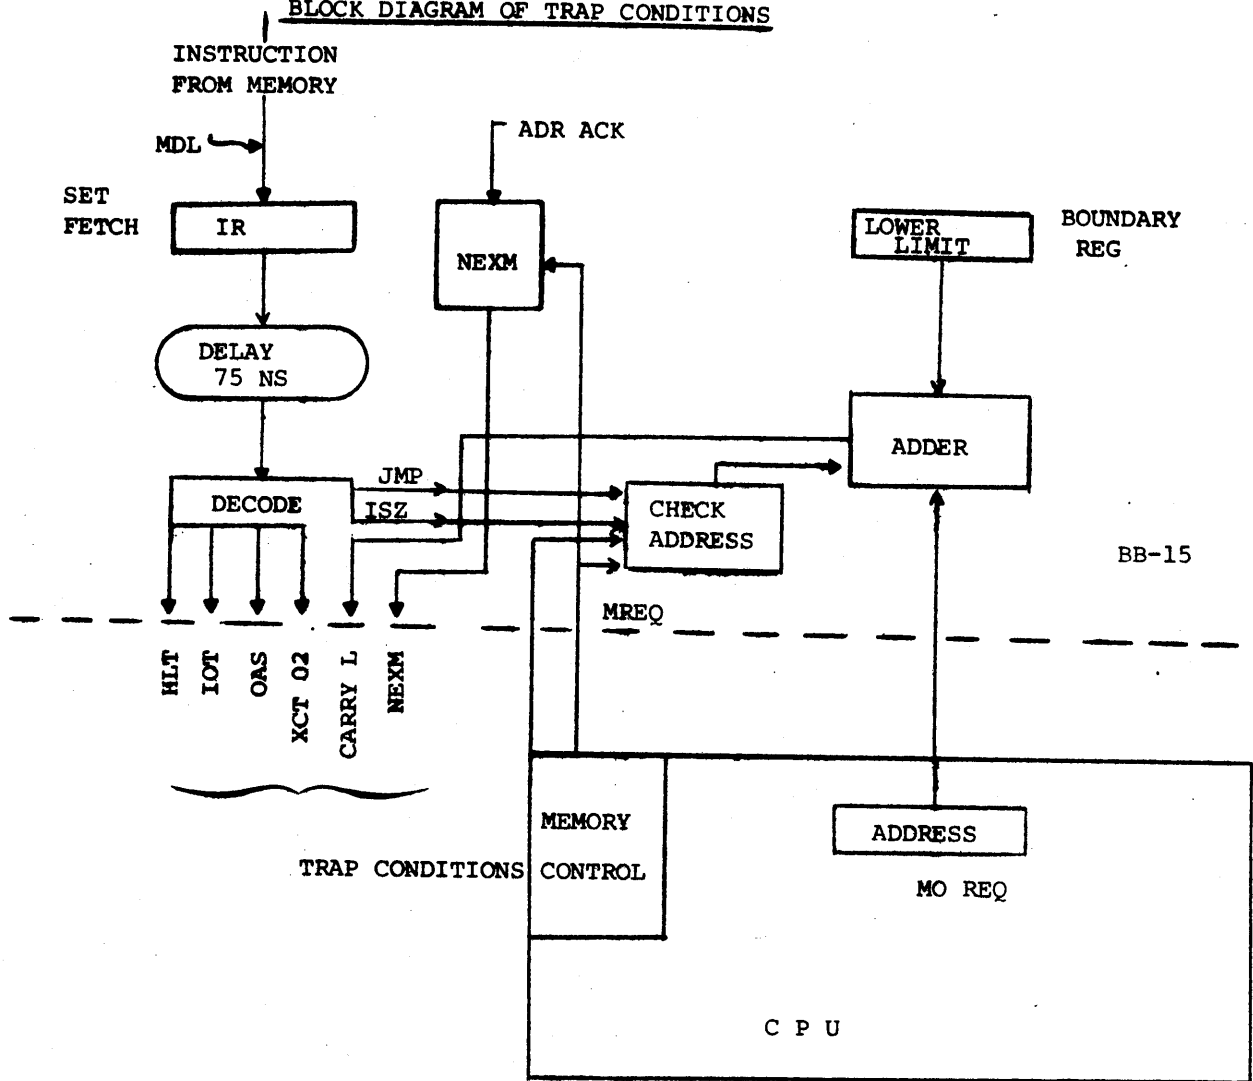 BLOCK DIAGRAM OF TRAP CONDITIONS
INSTRUCTION
FROM MEMORY
MDL
ADR ACK
SET
FETCH
IR
NEXM
LOWER
LIMIT
BOUNDARY
REG
DELAY
75 NS
ADDER
DECODE
JMP
ISZ
CHECK
ADDRESS
BB-15
MREQ
HLT
IOT
OAS
XCT 02
CARRY L
NEXM
TRAP CONDITIONS
MEMORY
CONTROL
ADDRESS
MO REQ
C P U